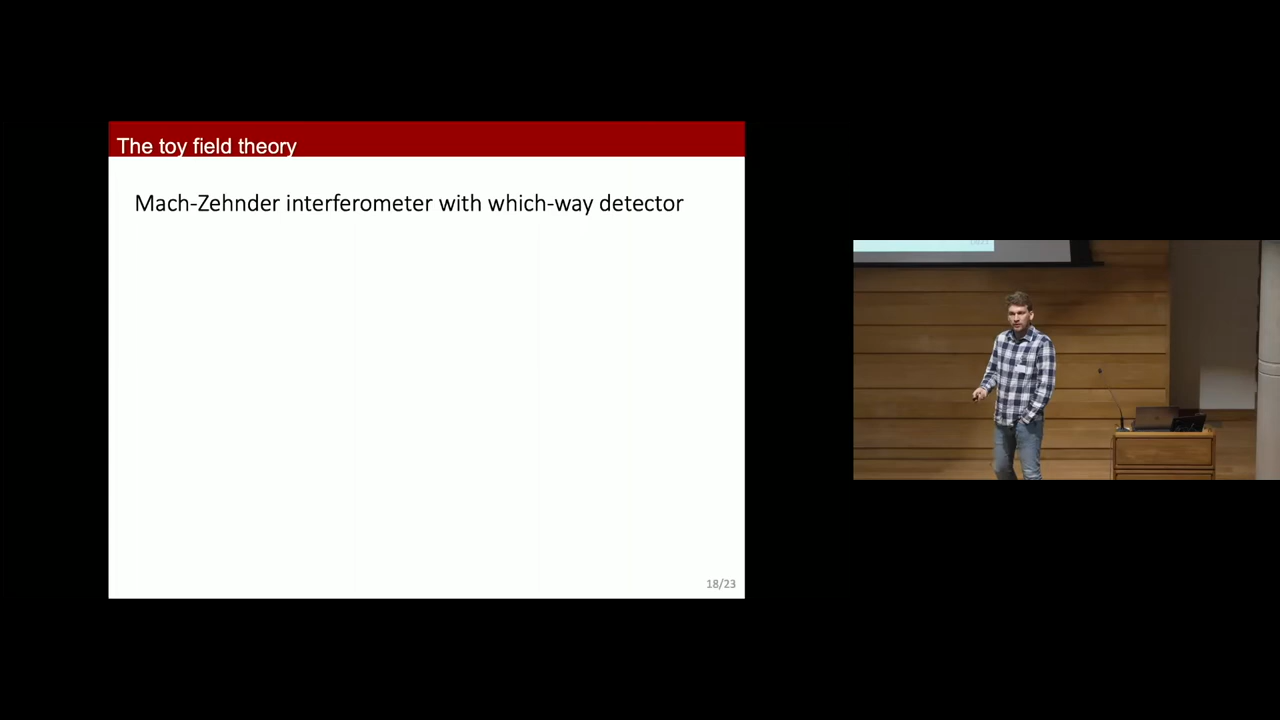 The toy field theory
Mach-Zehnder interferometer with which-way detector
18/23